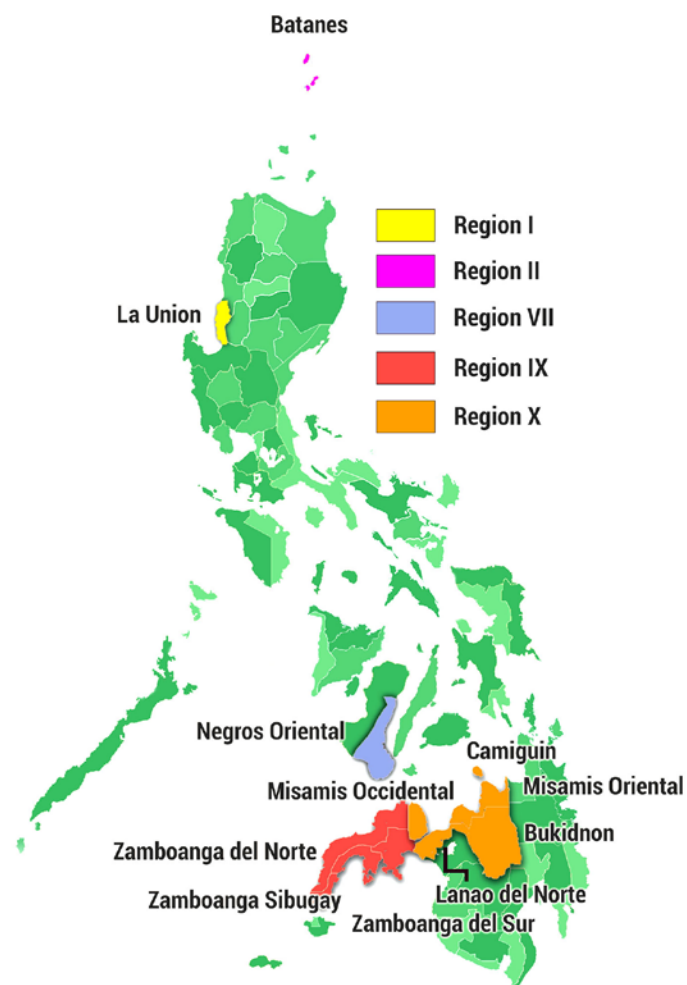 Batanes
Region I
Region II
La Union
Region VII
Region IX
Region X
Negros Oriental
Camiguin
Misamis Occidental
Misamis Oriental
Bukidnon
Zamboanga del Norte
Lanao del Norte
Zamboanga Sibugay
Zamboanga del Sur